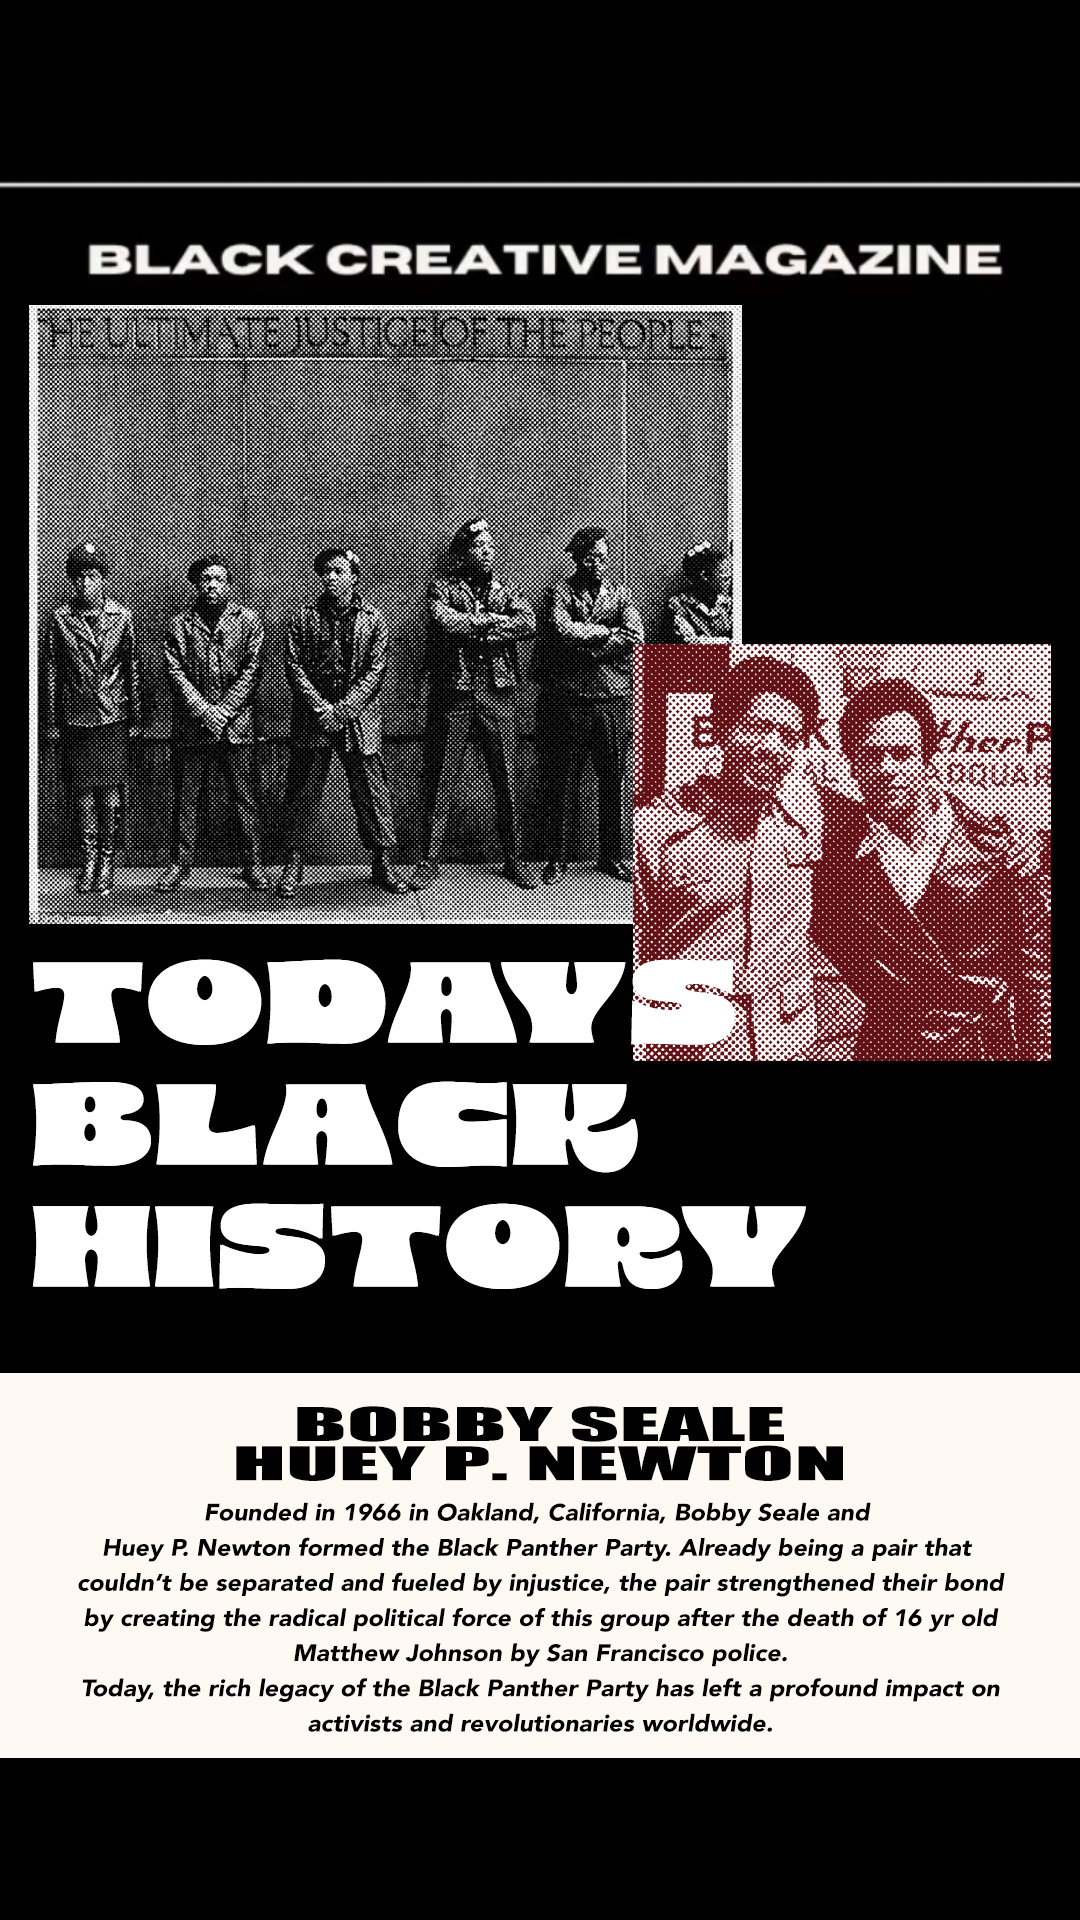 BLACK CREATIVE MAGAZINE
THE ULTIMATE JUSTICE OF THE PEOPLE
TODAYS
BLACK
HISTORY
BOBBY SEALE
HUEY P. NEWTON
Founded in 1966 in Oakland, California, Bobby Seale and
Huey P. Newton formed the Black Panther Party. Already being a pair that
couldn’t be separated and fueled by injustice, the pair strengthened their bond
by creating the radical political force of this group after the death of 16 yr old
Matthew Johnson by San Francisco police.
Today, the rich legacy of the Black Panther Party has left a profound impact on
activists and revolutionaries worldwide.